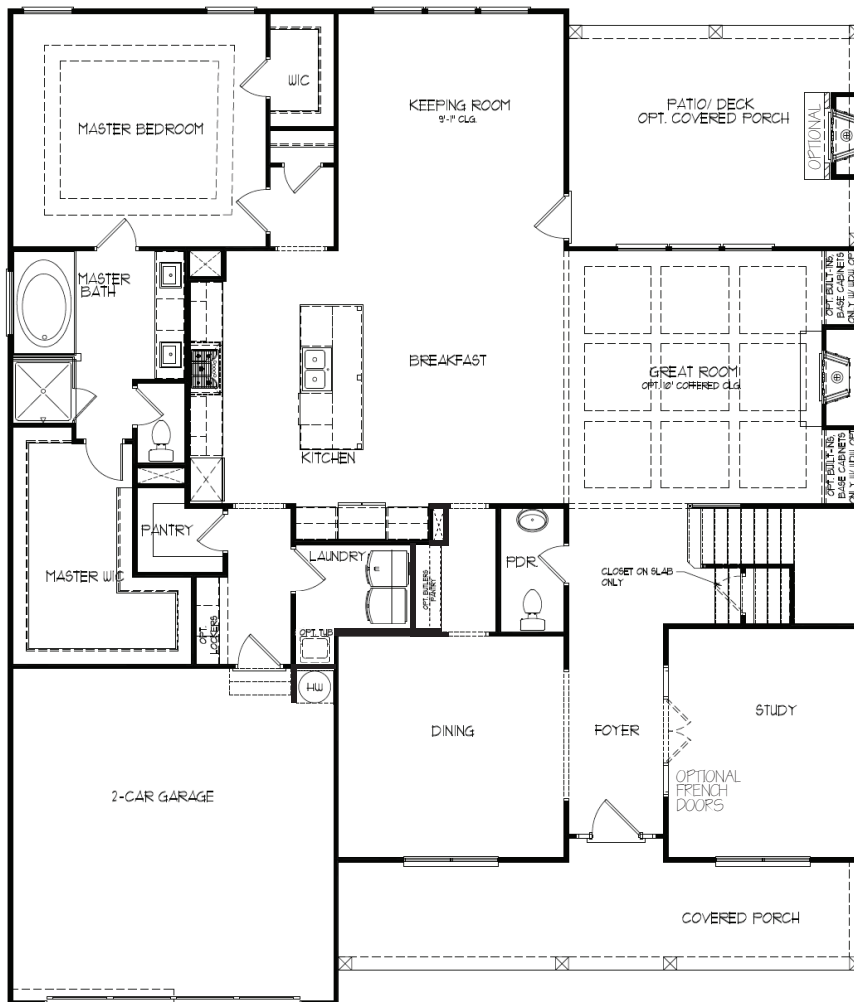 WIC
KEEPING ROOM
9'-1" CLG.
PATIO/ DECK
OPT. COVERED PORCH
OPTIONAL
MASTER BEDROOM
MASTER
BATH
OPT. BUILT-INS,
BASE CABINETS
BREAKFAST
GREAT ROOM
OPT. 10' COFFERED CLG.
KITCHEN
OPT. BUILT-INS,
BASE CABINETS
PANTRY
LAUNDRY
PDR.
MASTER WIC
OPT. BUTLERS
PANTRY
CLOSET ON SLAB
ONLY
OPT.
LOCKERS
OPT. TUB
HW
DINING
FOYER
STUDY
OPTIONAL
FRENCH
DOORS
2-CAR GARAGE
COVERED PORCH